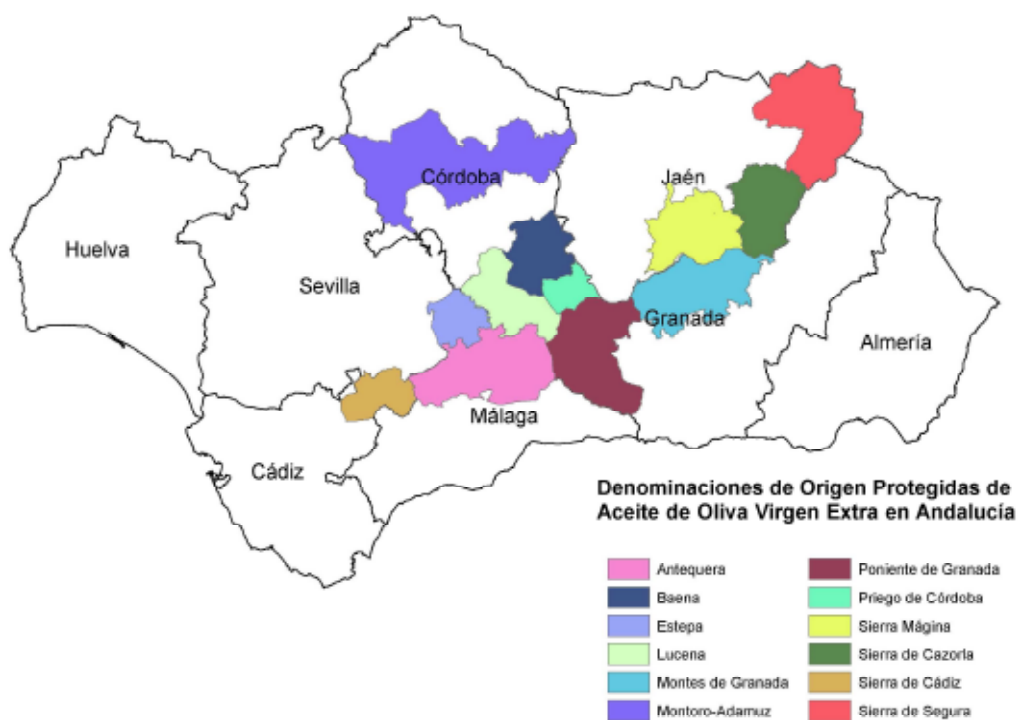 Córdoba
Jaén
Huelva
Sevilla
Granada
Almería
Málaga
Cádiz
Denominaciones de Origen Protegidas de
Aceite de Oliva Virgen Extra en Andalucía
Antequera
Baena
Estepa
Lucena
Montes de Granada
Montoro-Adamuz
Poniente de Granada
Priego de Córdoba
Sierra Mágina
Sierra de Cazorla
Sierra de Cádiz
Sierra de Segura